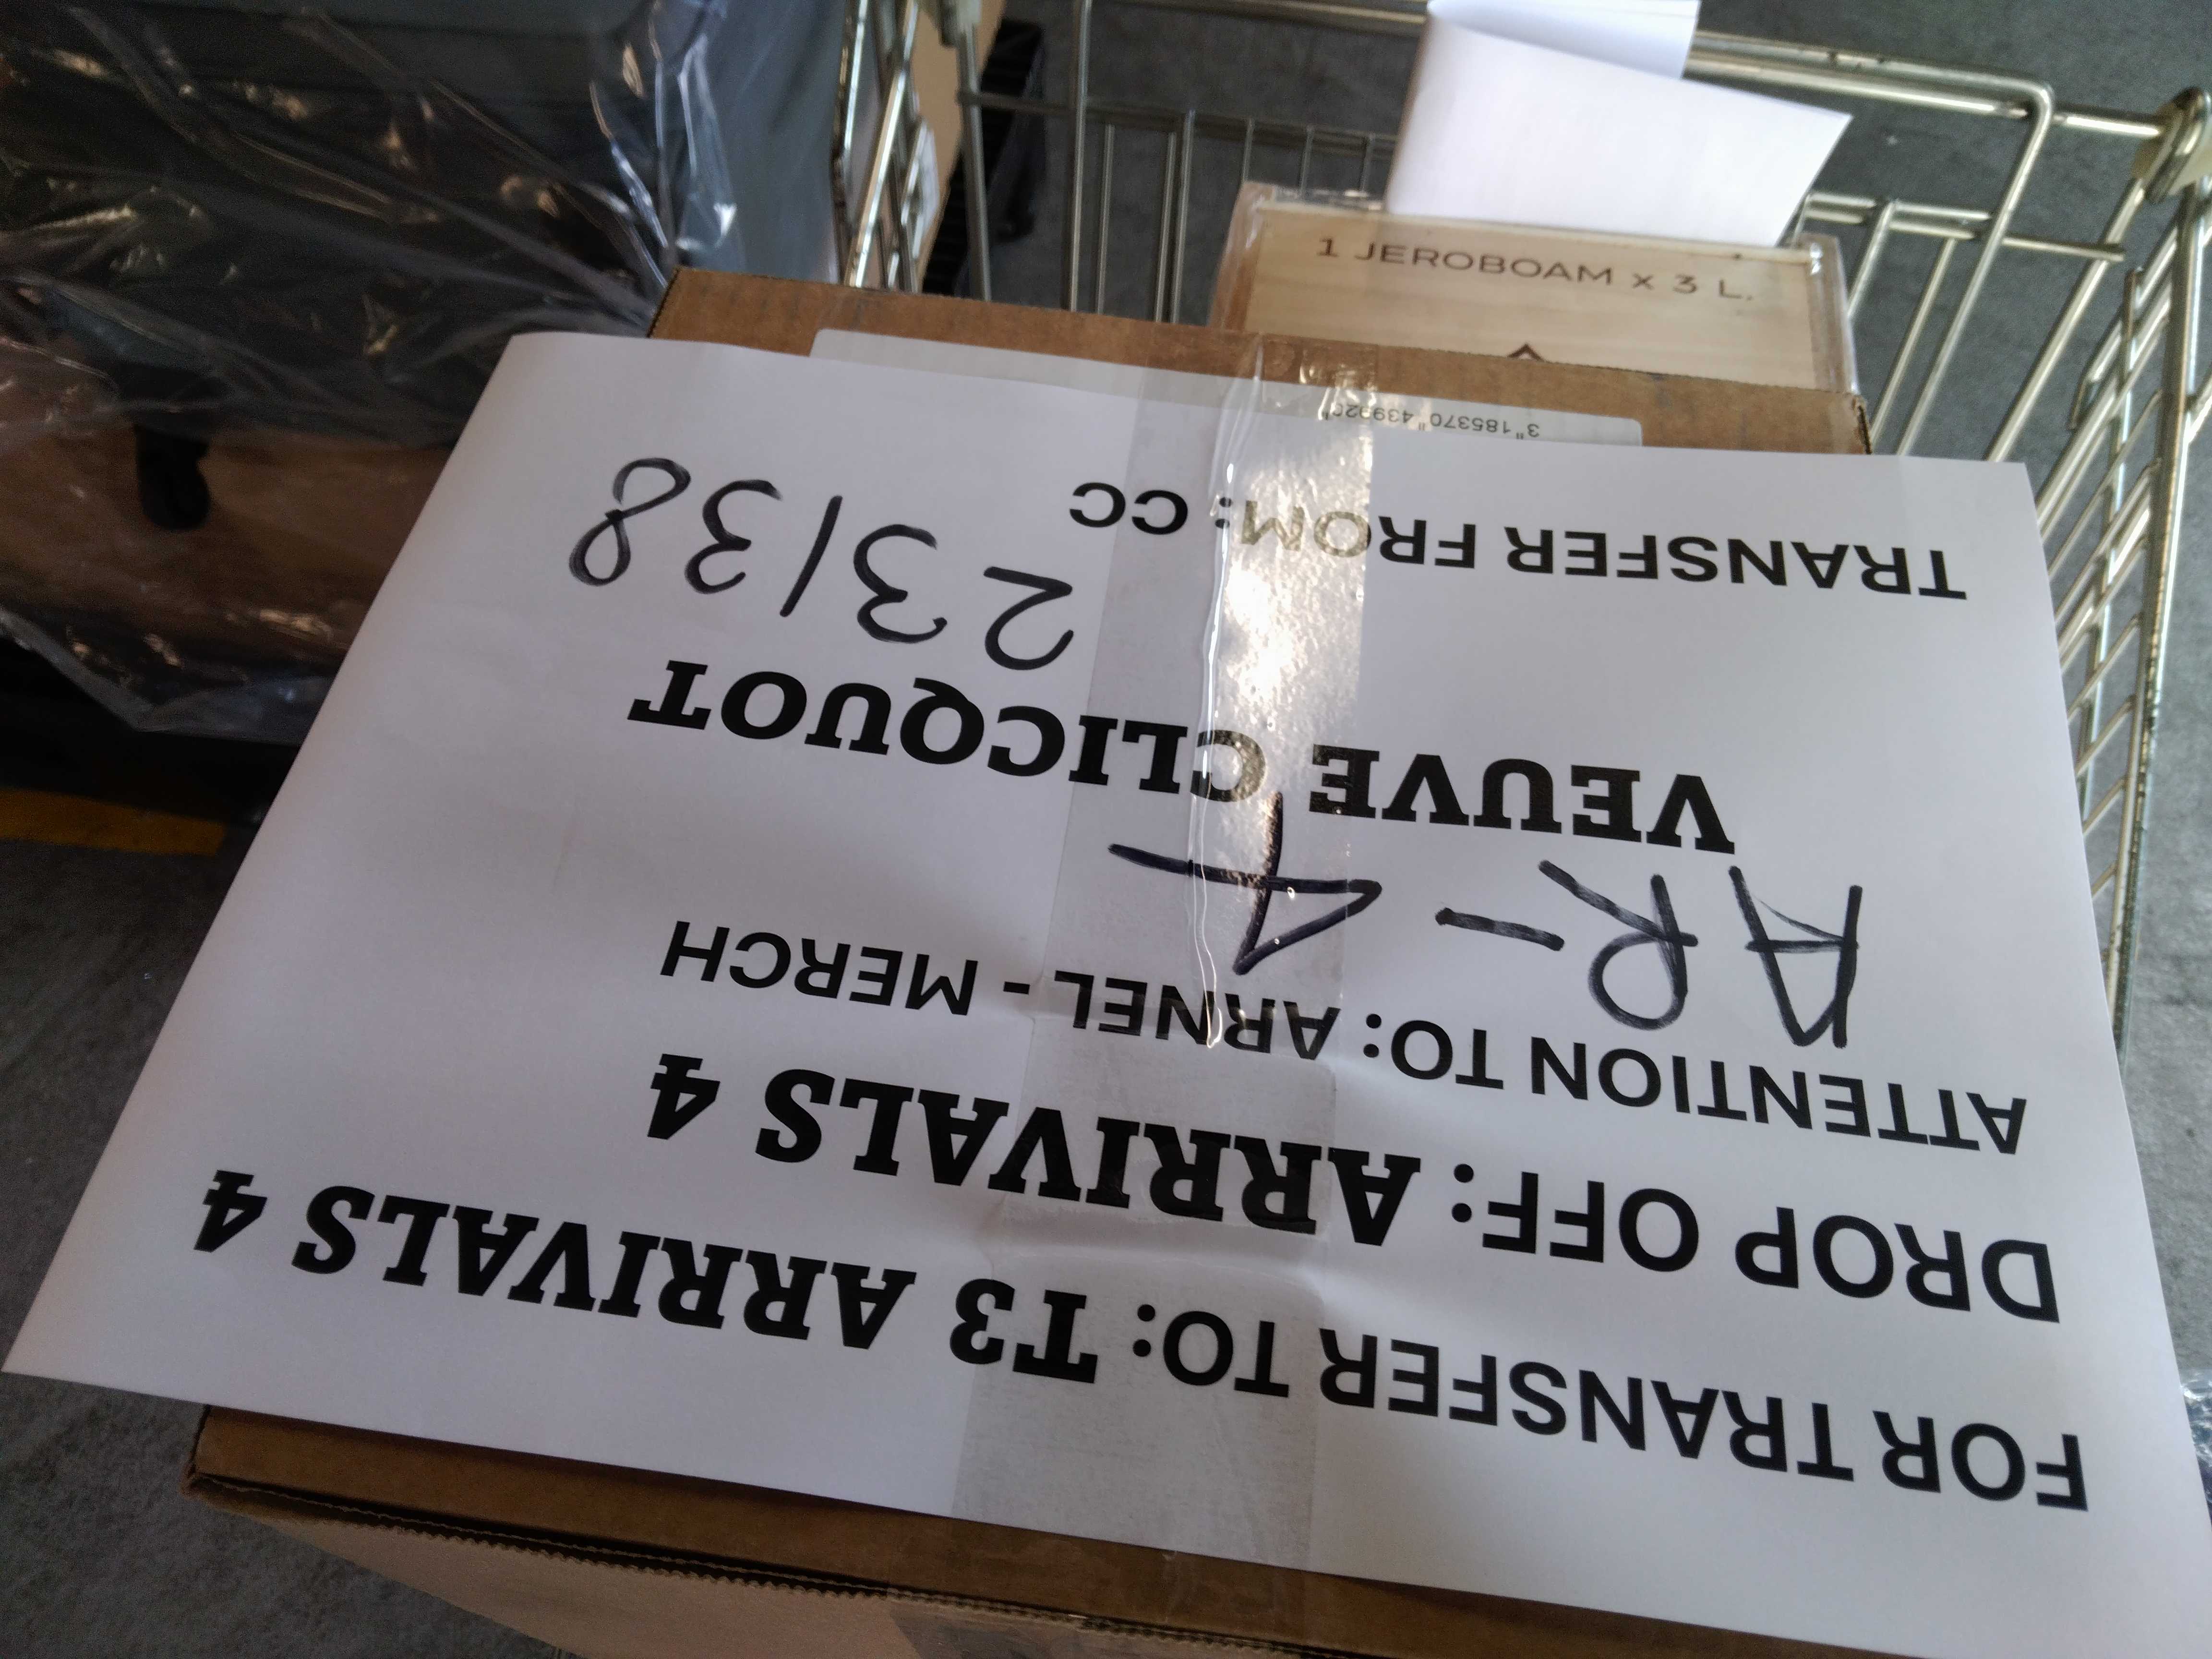 FOR TRANSFER TO: T3 ARRIVALS 4
DROP OFF: ARRIVALS 4
ATTENTION TO: ARNEL - MERCH
AR-4
VEUVE CLICQUOT
23/38
TRANSFER FROM: CC
3"185370"439920"
1 JEROBOAM x 3 L.